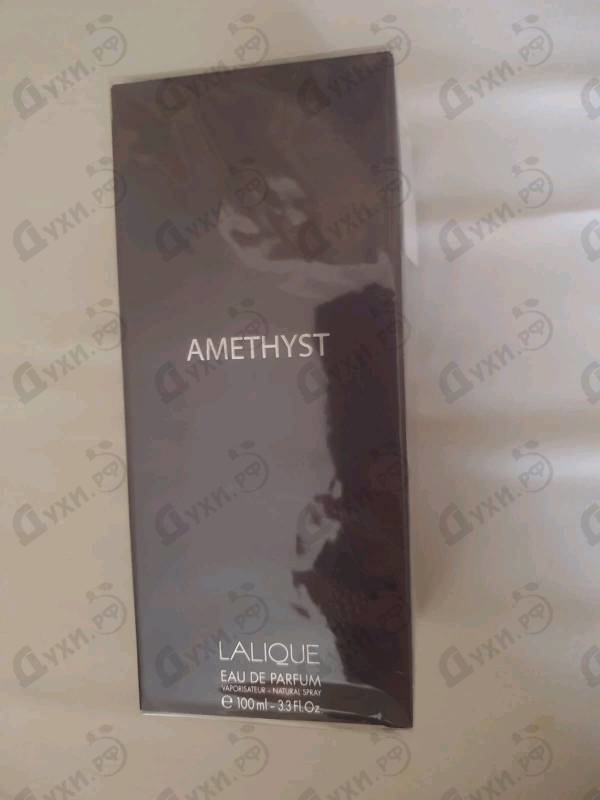 AMETHYST
LALIQUE
EAU DE PARFUM
VAPORISATEUR - NATURAL SPRAY
℮ 100 ml - 3.3 Fl.Oz
Духи.РФ